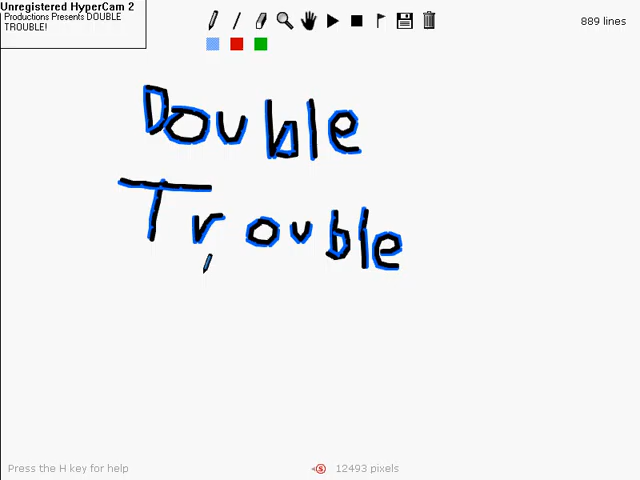 Unregistered HyperCam 2
Productions Presents DOUBLE
TROUBLE!
889 lines
Double
Trouble
Press the H key for help
12493 pixels